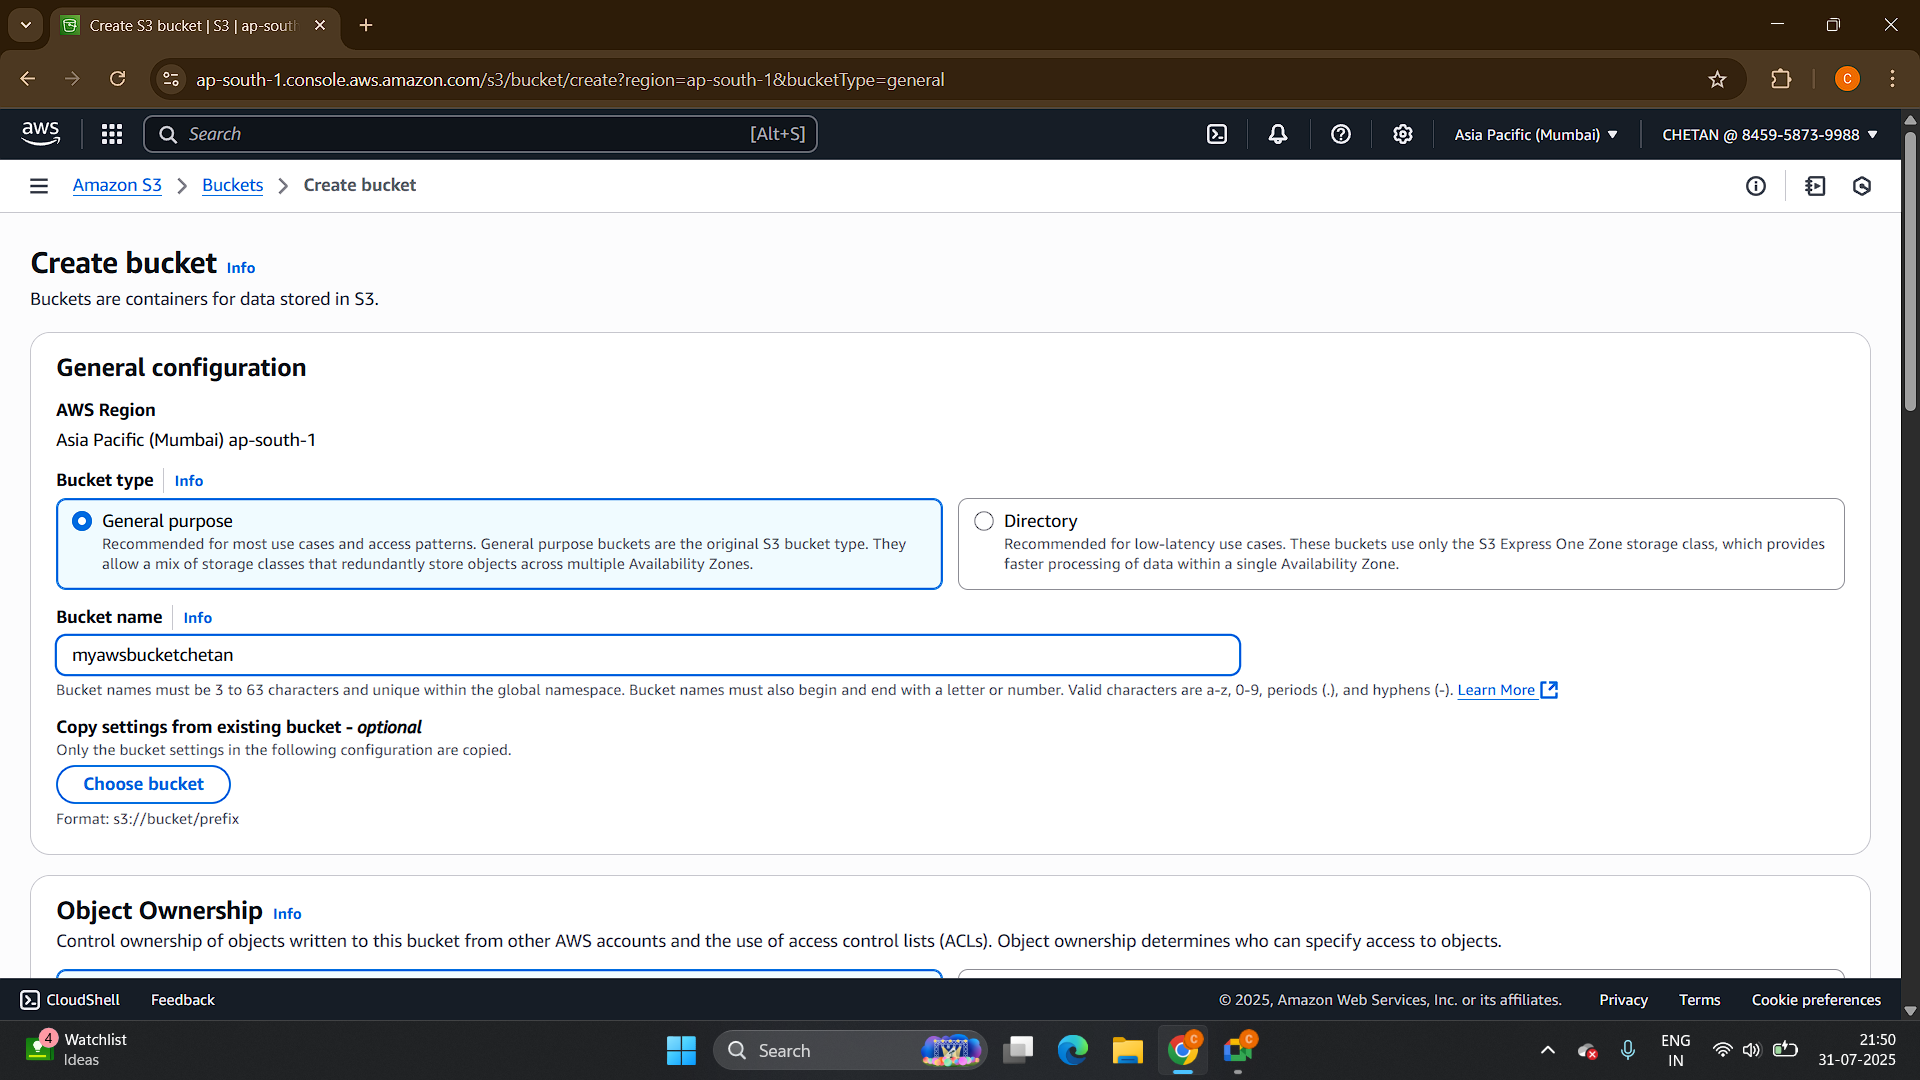 Create S3 bucket | S3 | ap-south
ap-south-1.console.aws.amazon.com/s3/bucket/create?region=ap-south-1&bucketType=general
C
aws
Search
[Alt+S]
Asia Pacific (Mumbai)
CHETAN @ 8459-5873-9988
Amazon S3
Buckets
Create bucket
Create bucket Info
Buckets are containers for data stored in S3.
General configuration
AWS Region
Asia Pacific (Mumbai) ap-south-1
Bucket type
Info
General purpose
Recommended for most use cases and access patterns. General purpose buckets are the original S3 bucket type. They
allow a mix of storage classes that redundantly store objects across multiple Availability Zones.
Directory
Recommended for low-latency use cases. These buckets use only the S3 Express One Zone storage class, which provides
faster processing of data within a single Availability Zone.
Bucket name
Info
myawsbucketchetan
Bucket names must be 3 to 63 characters and unique within the global namespace. Bucket names must also begin and end with a letter or number. Valid characters are a-z, 0-9, periods (.), and hyphens (-). Learn More
Copy settings from existing bucket - optional
Only the bucket settings in the following configuration are copied.
Choose bucket
Format: s3://bucket/prefix
Object Ownership Info
Control ownership of objects written to this bucket from other AWS accounts and the use of access control lists (ACLs). Object ownership determines who can specify access to objects.
CloudShell
Feedback
© 2025, Amazon Web Services, Inc. or its affiliates.
Privacy
Terms
Cookie preferences
4
Watchlist
Ideas
Search
C
C
ENG
IN
21:50
31-07-2025